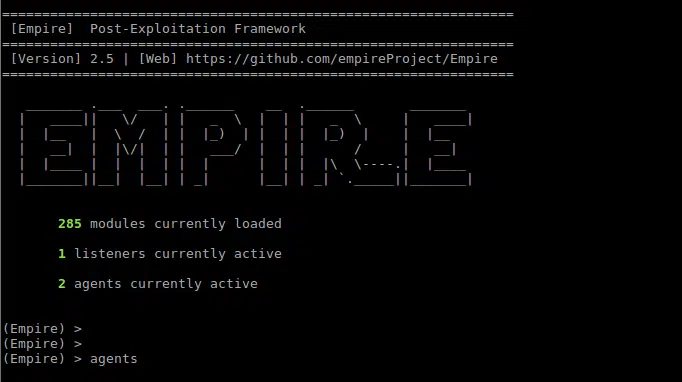 ================================================================
[Empire]  Post-Exploitation Framework
================================================================
[Version] 2.5 | [Web] https://github.com/empireProject/Empire
================================================================
EMPIRE
285 modules currently loaded
1 listeners currently active
2 agents currently active
(Empire) >
(Empire) >
(Empire) > agents